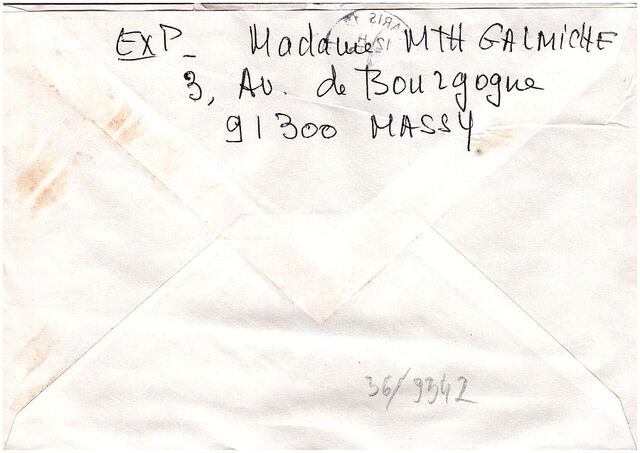 EXP_ Madame MTH GALMICHE
3, Av. de Bourgogne
91300 MASSY
36/9342